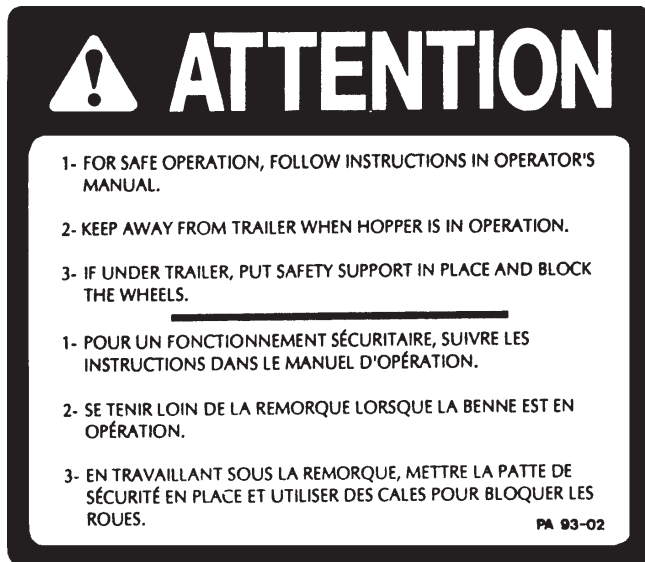 ATTENTION
1- FOR SAFE OPERATION, FOLLOW INSTRUCTIONS IN OPERATOR'S
MANUAL.
2- KEEP AWAY FROM TRAILER WHEN HOPPER IS IN OPERATION.
3- IF UNDER TRAILER, PUT SAFETY SUPPORT IN PLACE AND BLOCK
THE WHEELS.
1- POUR UN FONCTIONNEMENT SÉCURITAIRE, SUIVRE LES
INSTRUCTIONS DANS LE MANUEL D'OPÉRATION.
2- SE TENIR LOIN DE LA REMORQUE LORSQUE LA BENNE EST EN
OPÉRATION.
3- EN TRAVAILLANT SOUS LA REMORQUE, METTRE LA PATTE DE
SÉCURITÉ EN PLACE ET UTILISER DES CALES POUR BLOQUER LES
ROUES.
PA 93-02